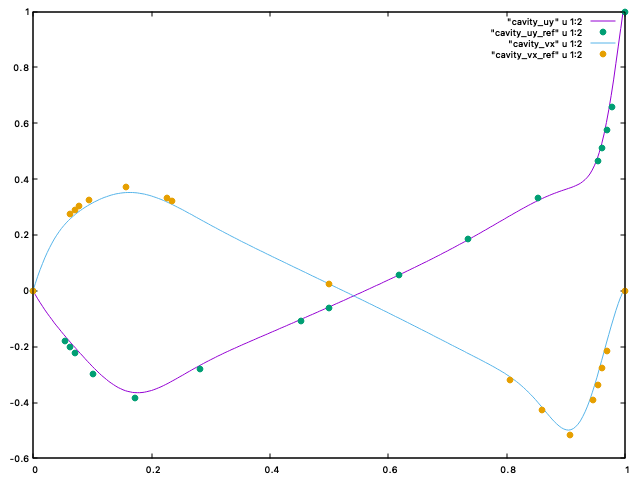 1
"cavity_uy" u 1:2
"cavity_uy_ref" u 1:2
"cavity_vx" u 1:2
"cavity_vx_ref" u 1:2
0.8
0.6
0.4
0.2
0
-0.2
-0.4
-0.6
0 0.2 0.4 0.6 0.8 1